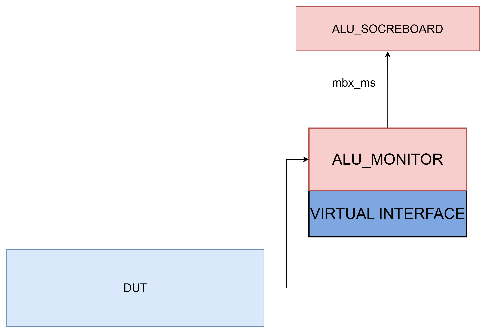 ALU_SOCREBOARD
mbx_ms
ALU_MONITOR
VIRTUAL INTERFACE
DUT